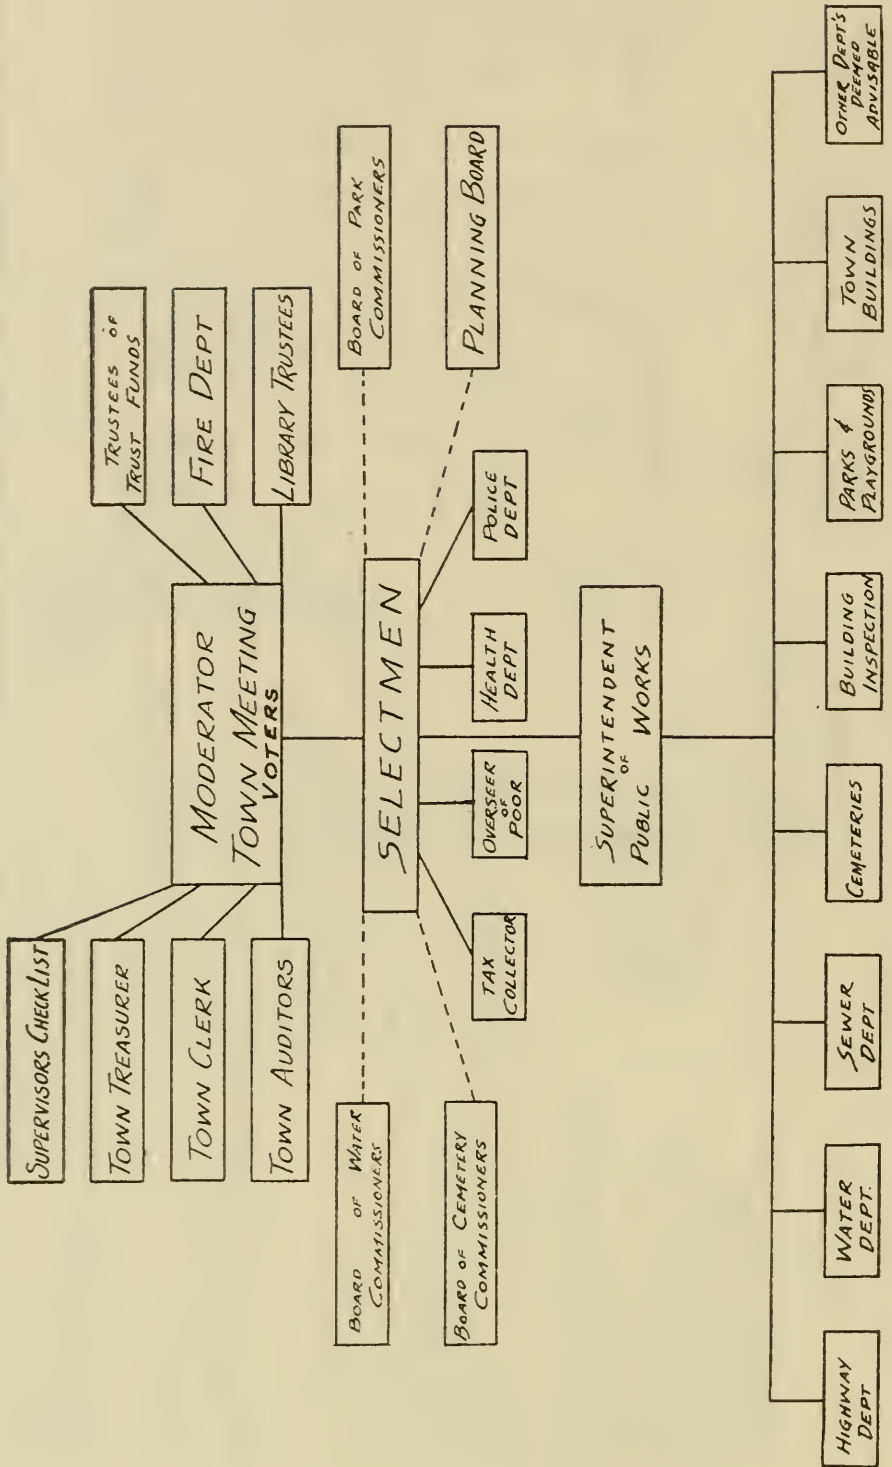 SUPERVISORS CHECK LIST
TOWN TREASURER
TOWN CLERK
TOWN AUDITORS
MODERATOR
TOWN MEETING
VOTERS
TRUSTEES OF
TRUST FUNDS
FIRE DEPT
LIBRARY TRUSTEES
BOARD OF WATER
COMMISSIONERS
BOARD OF CEMETERY
COMMISSIONERS
SELECTMEN
BOARD OF PARK
COMMISSIONERS
PLANNING BOARD
TAX
COLLECTOR
OVERSEER
OF
POOR
HEALTH
DEPT
POLICE
DEPT
SUPERINTENDENT
OF
PUBLIC WORKS
HIGHWAY
DEPT
WATER
DEPT.
SEWER
DEPT
CEMETERIES
BUILDING
INSPECTION
PARKS &
PLAYGROUNDS
TOWN
BUILDINGS
OTHER DEPT'S
DEEMED
ADVISABLE